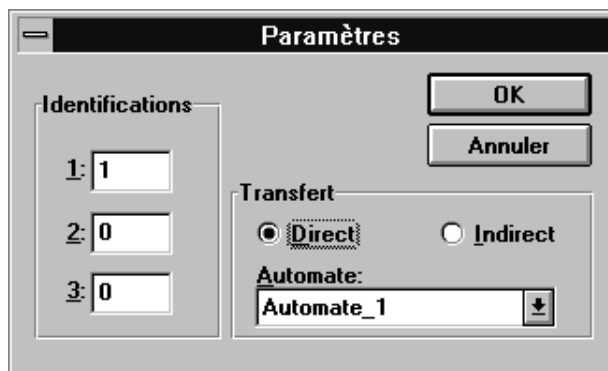 Paramètres
Identifications
1: 1
2: 0
3: 0
OK
Annuler
Transfert
Direct
Indirect
Automate:
Automate_1